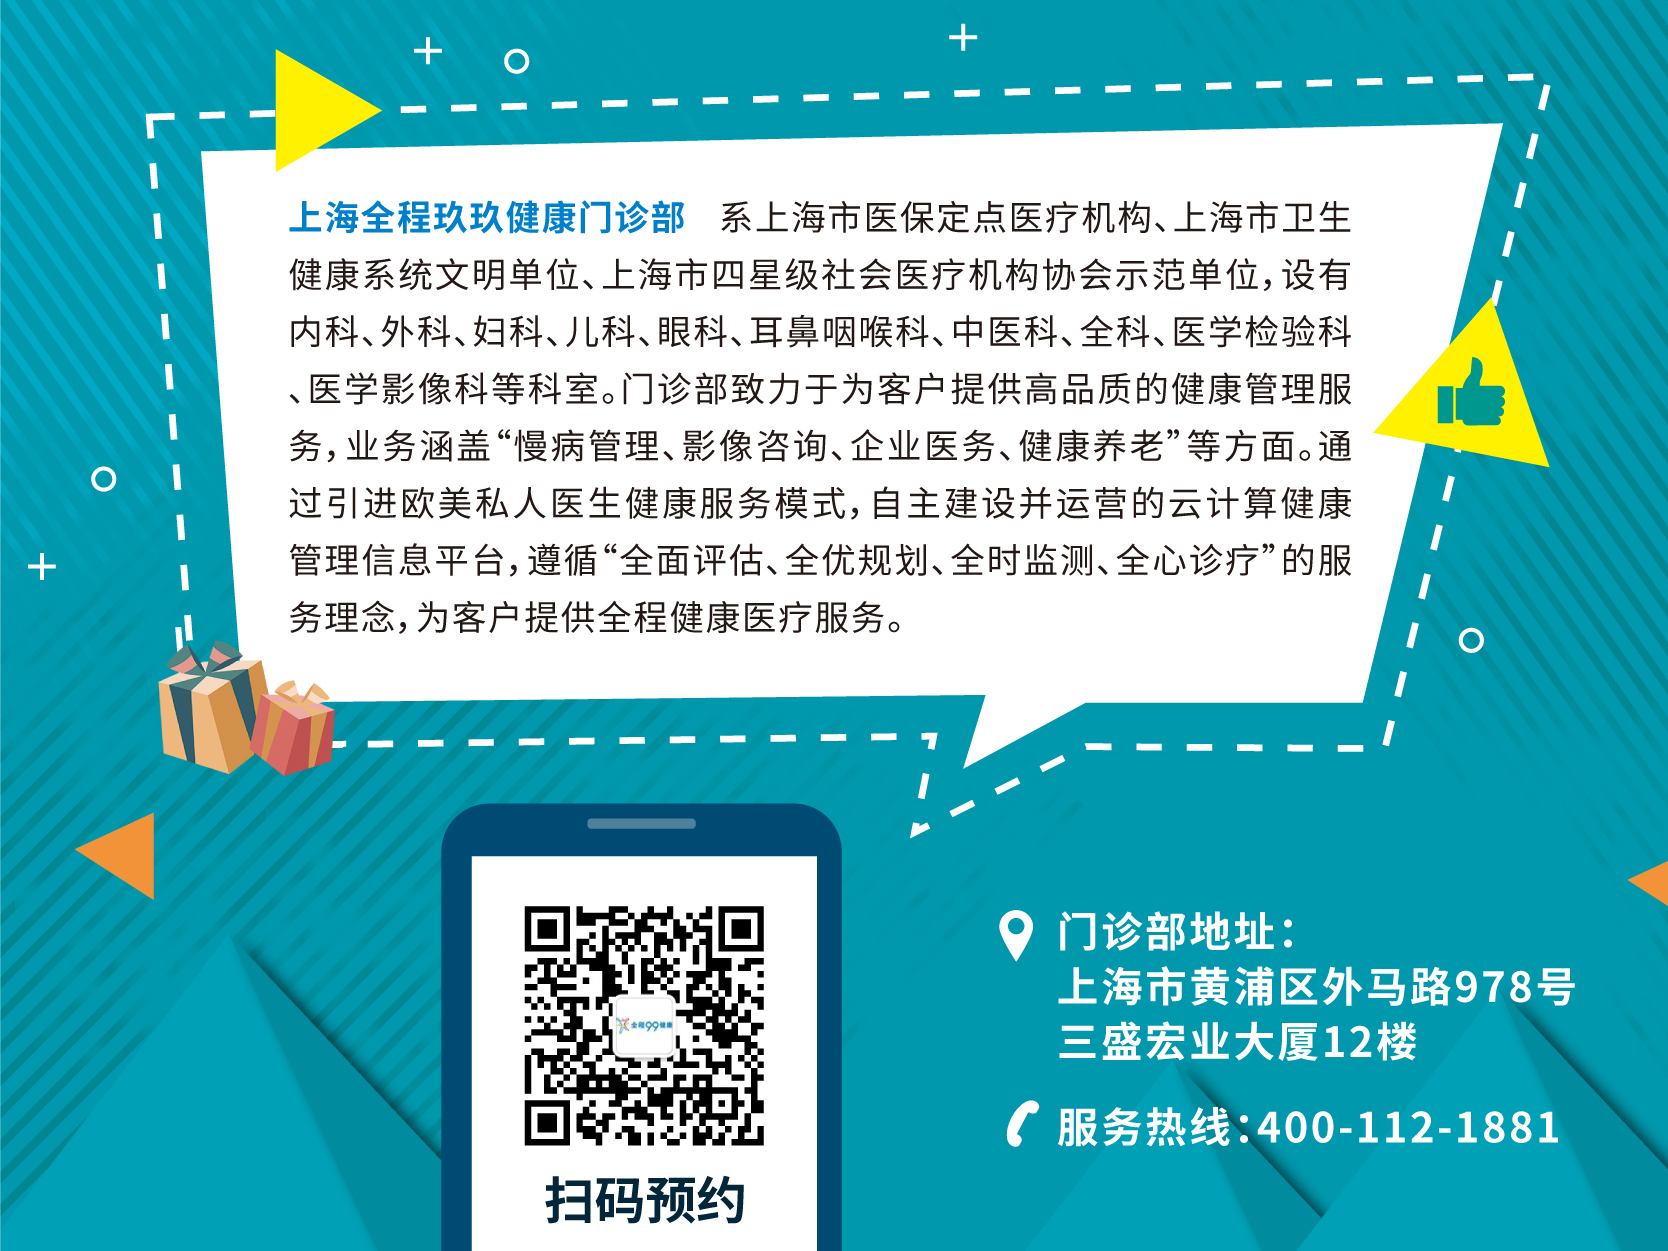 上海全程玖玖健康门诊部 系上海市医保定点医疗机构、上海市卫生
健康系统文明单位、上海市四星级社会医疗机构协会示范单位，设有
内科、外科、妇科、儿科、眼科、耳鼻咽喉科、中医科、全科、医学检验科
、医学影像科等科室。门诊部致力于为客户提供高品质的健康管理服
务，业务涵盖“慢病管理、影像咨询、企业医务、健康养老”等方面。通
过引进欧美私人医生健康服务模式，自主建设并运营的云计算健康
管理信息平台，遵循“全面评估、全优规划、全时监测、全心诊疗”的服
务理念，为客户提供全程健康医疗服务。
全程99健康
扫码预约
门诊部地址：
上海市黄浦区外马路978号
三盛宏业大厦12楼
服务热线：400-112-1881